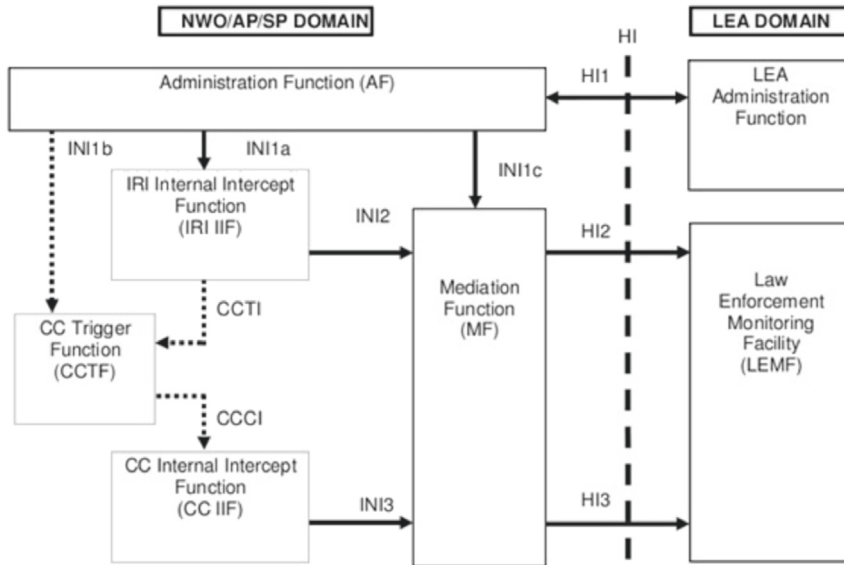 NWO/AP/SP DOMAIN
HI
LEA DOMAIN
Administration Function (AF)
HI1
LEA
Administration
Function
INI1b
INI1a
INI1c
IRI Internal Intercept
Function
(IRI IIF)
INI2
HI2
CCTI
Mediation
Function
(MF)
Law
Enforcement
Monitoring
Facility
(LEMF)
CC Trigger
Function
(CCTF)
CCCI
CC Internal Intercept
Function
(CC IIF)
INI3
HI3